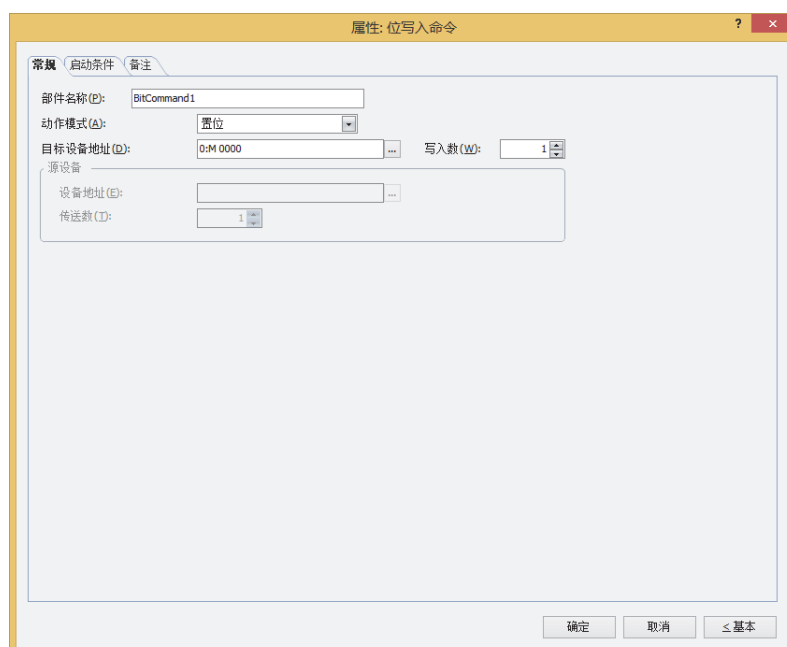 属性: 位写入命令 ? ×
常规 启动条件 备注
部件名称(P): BitCommand1
动作模式(A): 置位
目标设备地址(D): 0:M 0000 ... 写入数(W): 1
源设备
设备地址(E): ...
传送数(T): 1
确定 取消 <基本